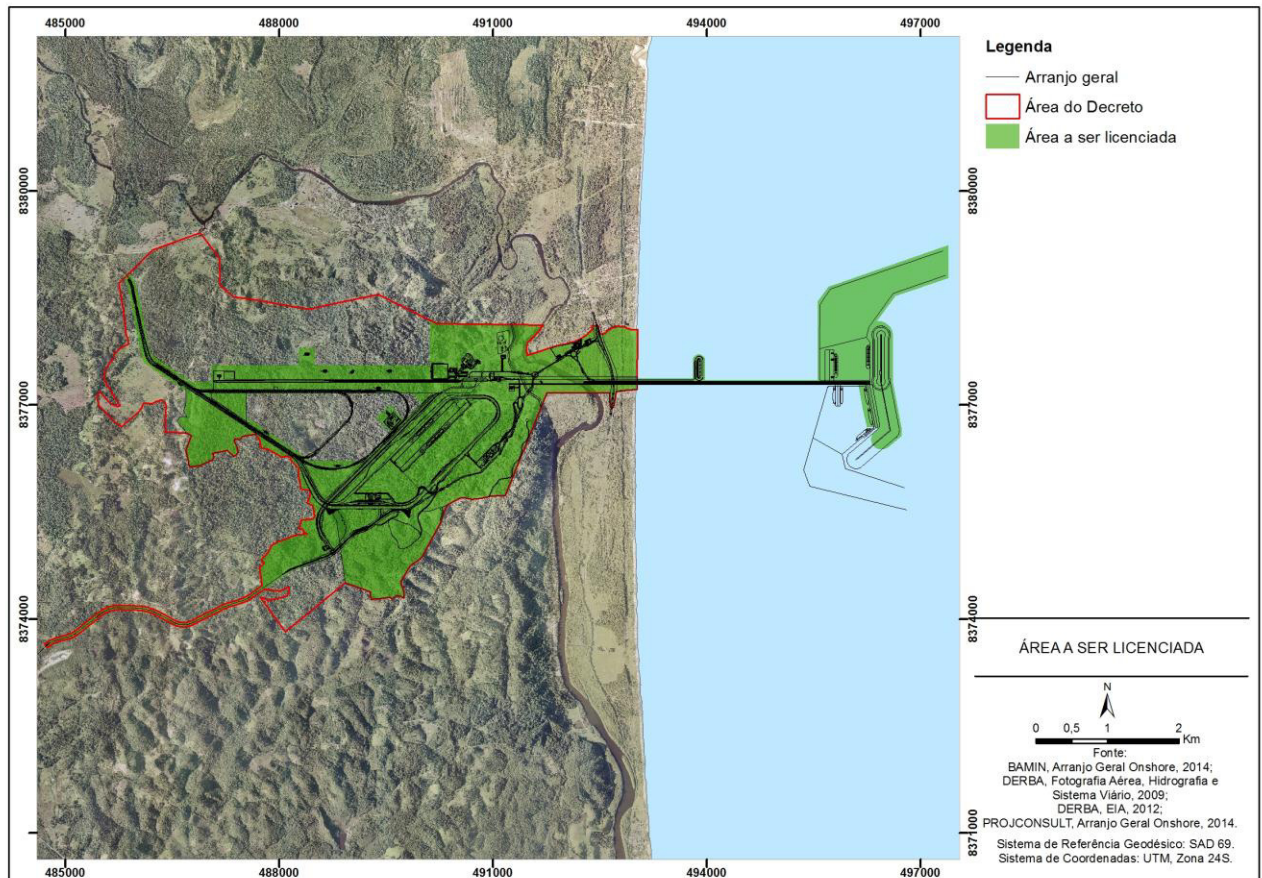 485000 488000 491000 494000 497000
Legenda
Arranjo geral
Área do Decreto
Área a ser licenciada
8380000 8380000
8377000 8377000
8374000 8374000
8371000
ÁREA A SER LICENCIADA
N
0 0,5 1 2
Km
Fonte:
BAMIN, Arranjo Geral Onshore, 2014;
DERBA, Fotografia Aérea, Hidrografia e
Sistema Viário, 2009;
DERBA, EIA, 2012;
PROJCONSULT, Arranjo Geral Onshore, 2014.
Sistema de Referência Geodésico: SAD 69.
Sistema de Coordenadas: UTM, Zona 24S.
485000 488000 491000 494000 497000